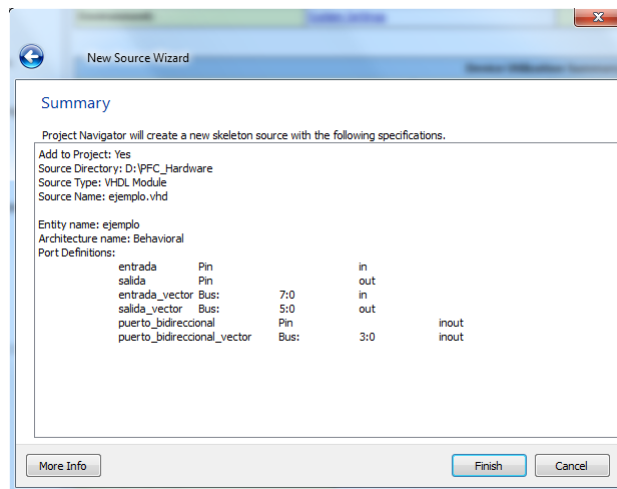 New Source Wizard
Summary
Project Navigator will create a new skeleton source with the following specifications.
Add to Project: Yes
Source Directory: D:\PFC_Hardware
Source Type: VHDL Module
Source Name: ejemplo.vhd
Entity name: ejemplo
Architecture name: Behavioral
Port Definitions:
entrada Pin in
salida Pin out
entrada_vector Bus: 7:0 in
salida_vector Bus: 5:0 out
puerto_bidireccional Pin inout
puerto_bidireccional_vector Bus: 3:0 inout
More Info Finish Cancel